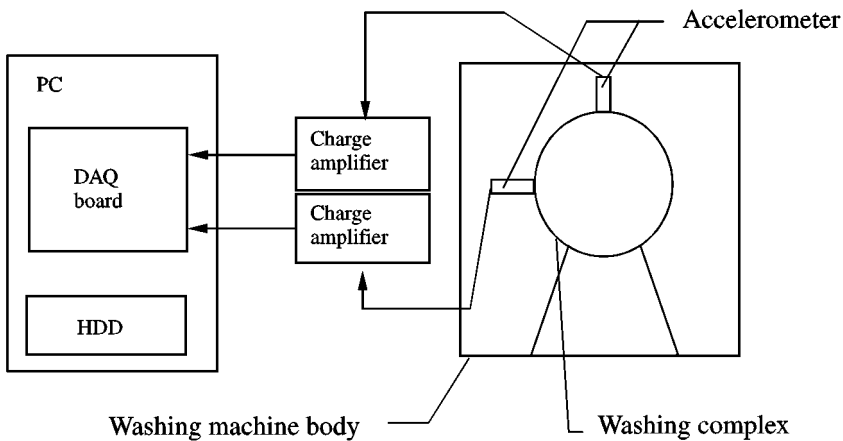 Accelerometer
PC
Charge
amplifier
DAQ
board
Charge
amplifier
HDD
Washing machine body
Washing complex